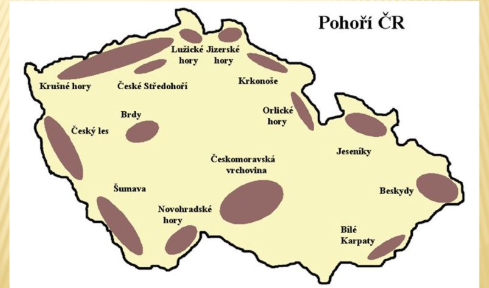 Pohoří ČR
Lužické
hory
Jizerské
hory
Krušné hory
České Středohoří
Krkonoše
Brdy
Orlické
hory
Český les
Jeseníky
Českomoravská
vrchovina
Šumava
Beskydy
Novohradské
hory
Bílé
Karpaty